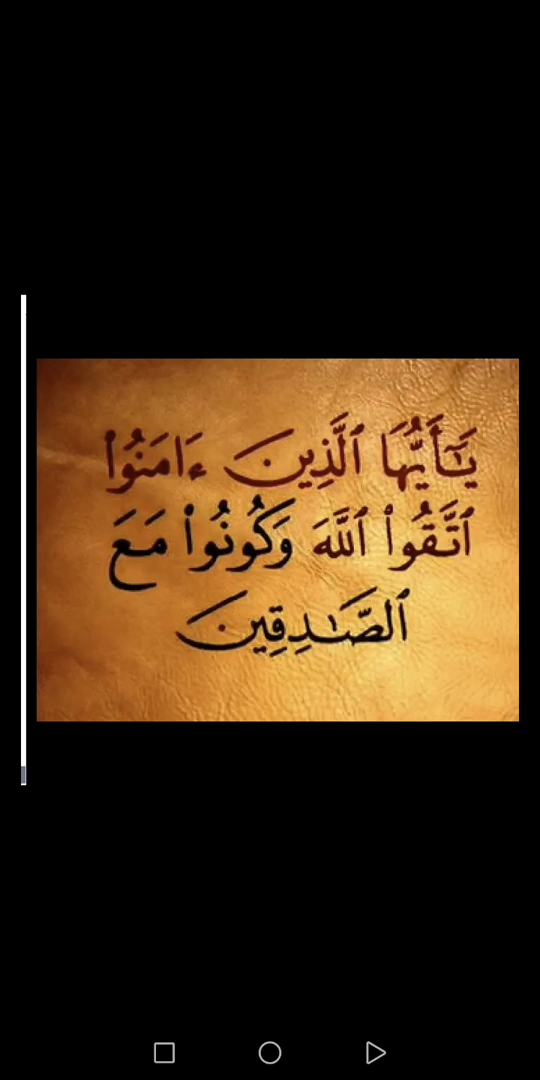 يَـٰٓأَيُّهَا ٱلَّذِينَ ءَامَنُوا۟
ٱتَّقُوا۟ ٱللَّهَ وَكُونُوا۟ مَعَ
ٱلصَّـٰدِقِينَ